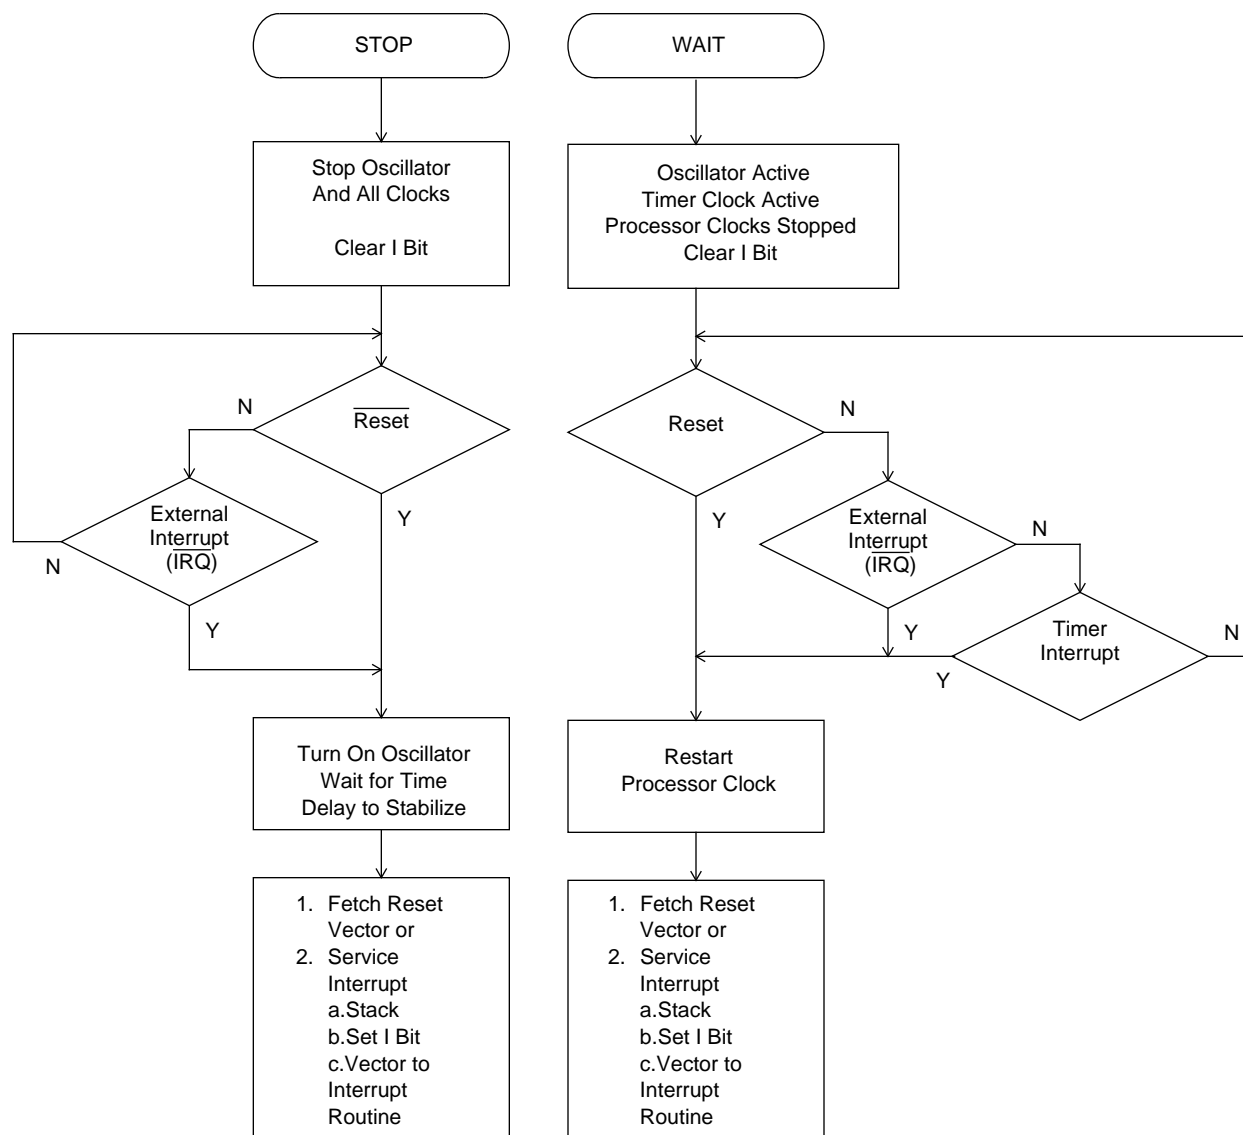 STOP
Stop Oscillator
And All Clocks
Clear I Bit
N
Reset
Y
External
Interrupt
(IRQ)
N
Y
Turn On Oscillator
Wait for Time
Delay to Stabilize
1. Fetch Reset
Vector or
2. Service
Interrupt
a.Stack
b.Set I Bit
c.Vector to
Interrupt
Routine
WAIT
Oscillator Active
Timer Clock Active
Processor Clocks Stopped
Clear I Bit
Reset
N
Y
External
Interrupt
(IRQ)
N
Y
Timer
Interrupt
N
Y
Restart
Processor Clock
1. Fetch Reset
Vector or
2. Service
Interrupt
a.Stack
b.Set I Bit
c.Vector to
Interrupt
Routine